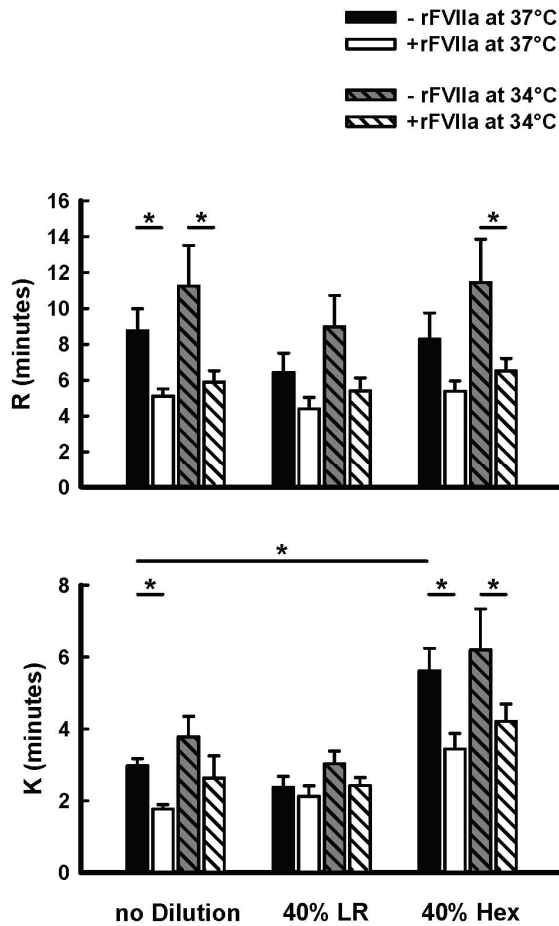 - rFVIIa at 37°C
+rFVIIa at 37°C
- rFVIIa at 34°C
+rFVIIa at 34°C
R (minutes)
16
14
12
10
8
6
4
2
0
* * *
K (minutes)
*
8
6
4
2
0
* * *
no Dilution 40% LR 40% Hex